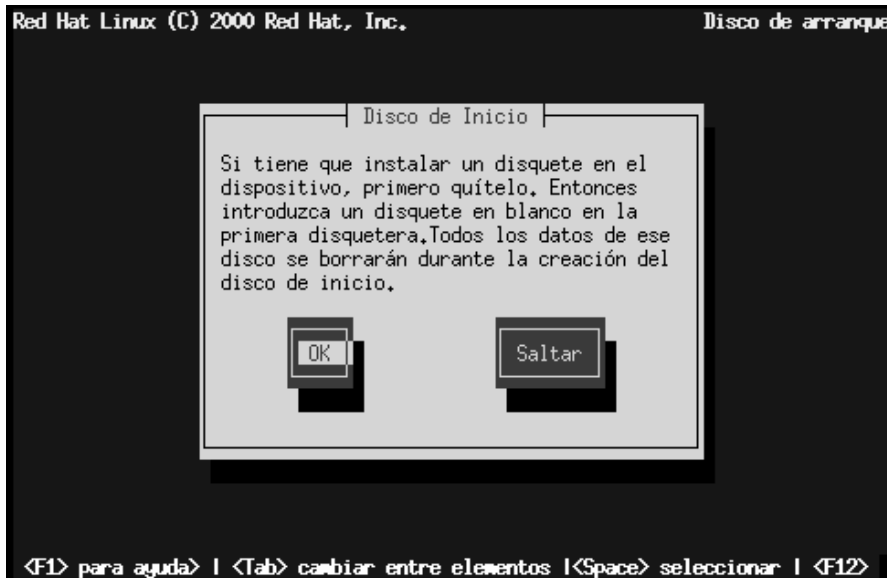 Red Hat Linux (C) 2000 Red Hat, Inc. Disco de arranque
Disco de Inicio
Si tiene que instalar un disquete en el
dispositivo, primero quítelo. Entonces
introduzca un disquete en blanco en la
primera disquetera.Todos los datos de ese
disco se borrarán durante la creación del
disco de inicio.
OK Saltar
<F1> para ayuda> | <Tab> cambiar entre elementos |<Space> seleccionar | <F12>